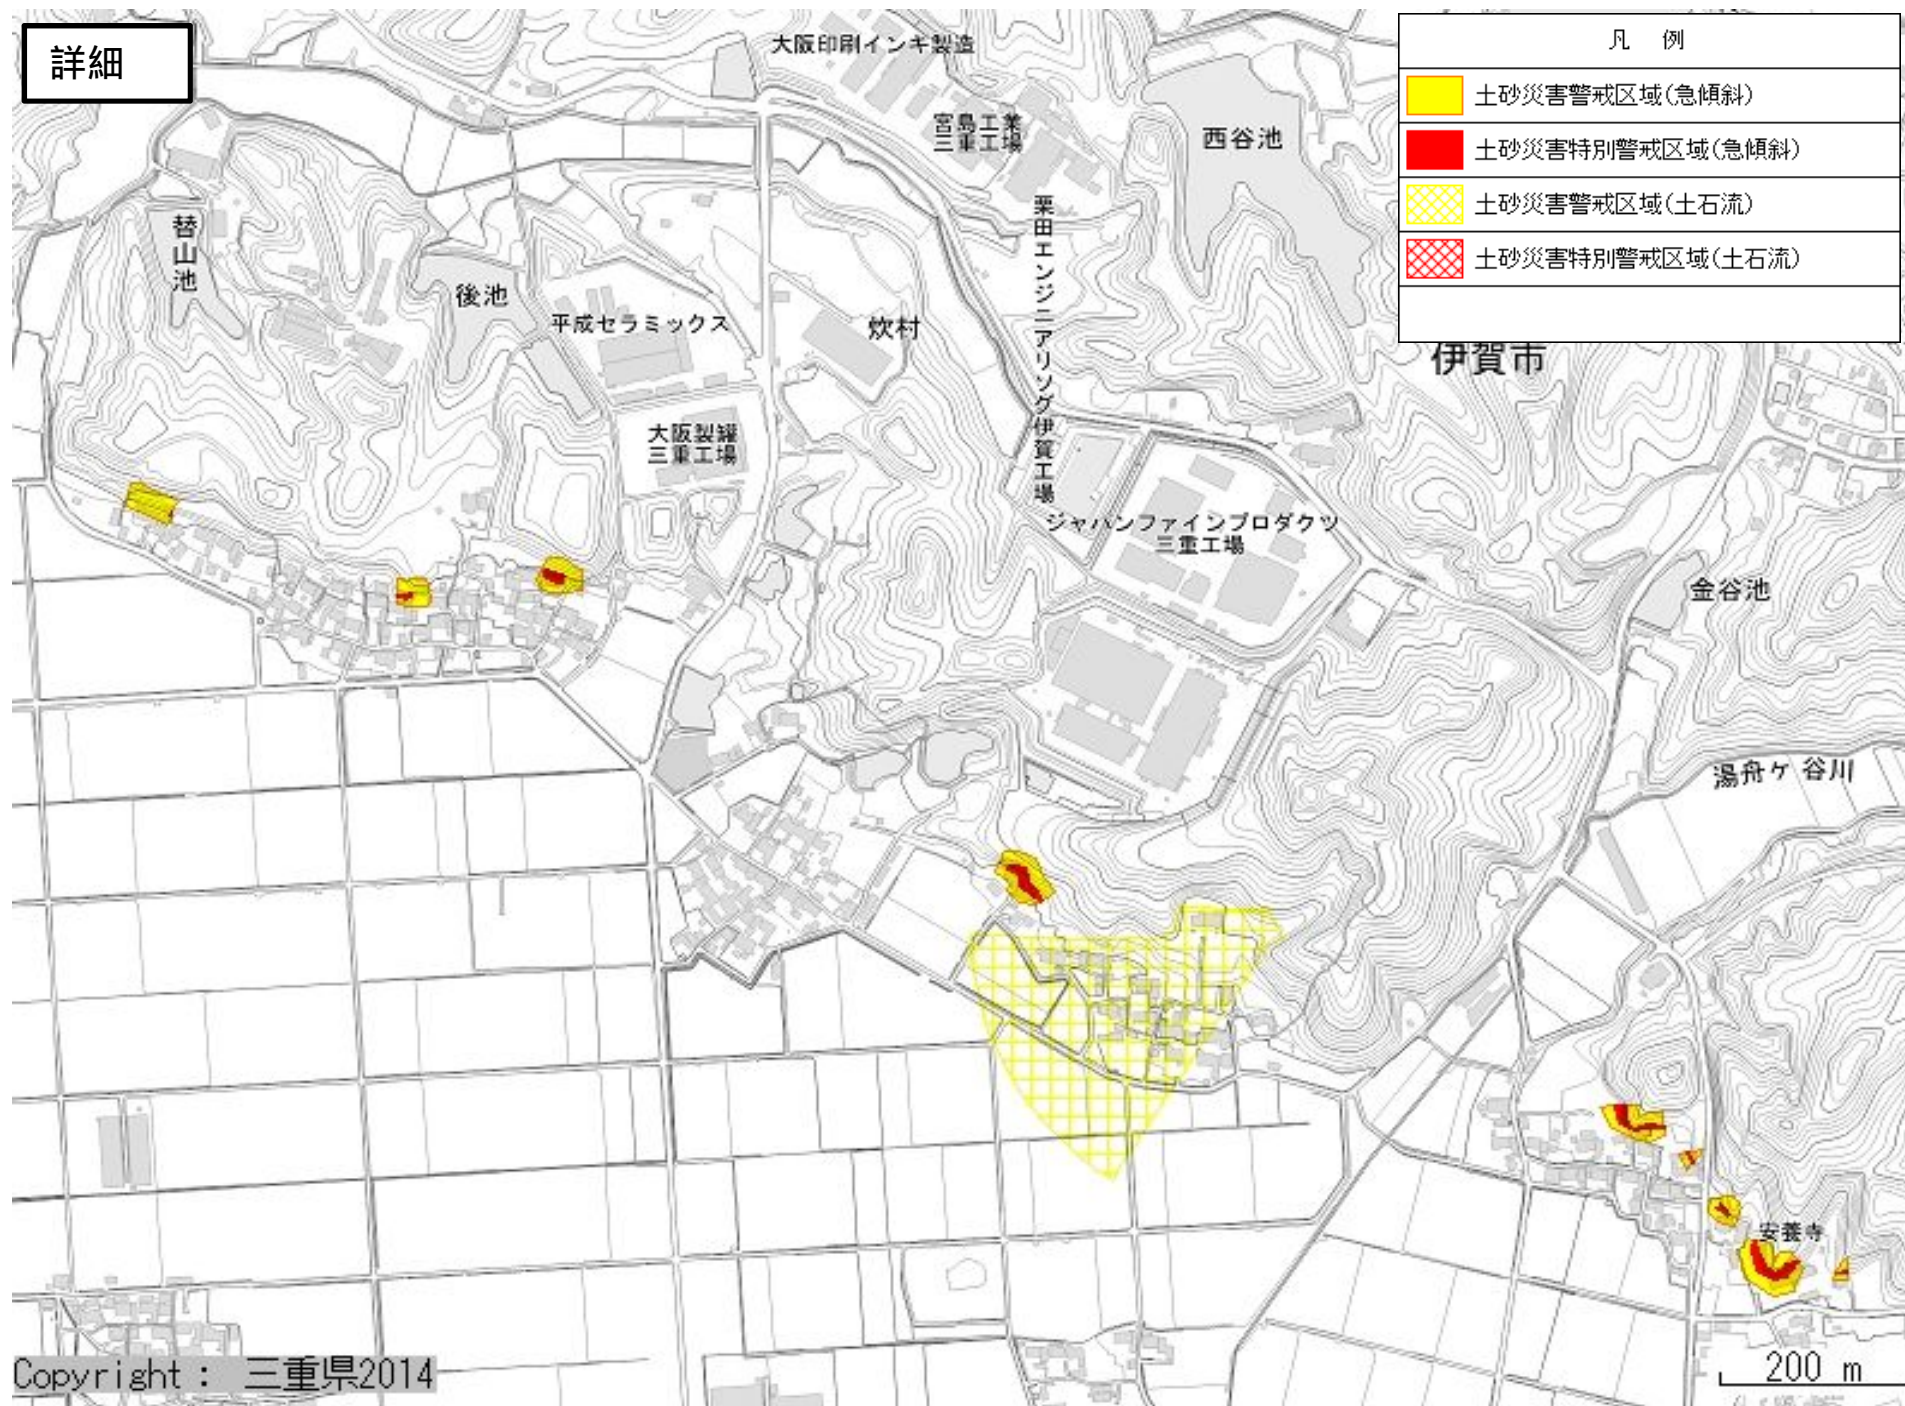 詳細
凡 例
土砂災害警戒区域(急傾斜)
土砂災害特別警戒区域(急傾斜)
土砂災害警戒区域(土石流)
土砂災害特別警戒区域(土石流)
大阪印刷インキ製造
宮島工業
三重工場
西谷池
替山池
後池
平成セラミックス
炊村
栗田エンジニアリング伊賀工場
伊賀市
大阪製罐
三重工場
ジャパンファインプロダクツ
三重工場
金谷池
湯舟ケ谷川
安養寺
200 m
Copyright： 三重県2014